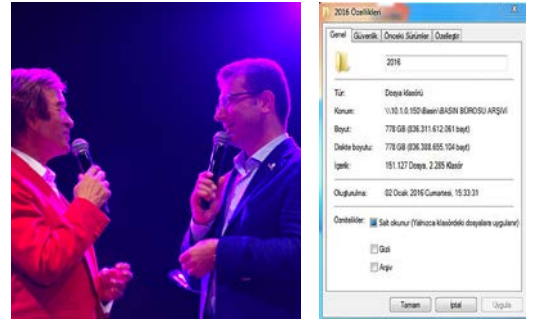 2016 Özellikleri
Genel Güvenlik Önceki Sürümler Özelleştir
2016
Tür: Dosya klasörü
Konum: \\10.1.0.150\Basin\BASIN BÜROSU ARŞİVİ
Boyut: 778 GB (836.311.612.061 bayt)
Diskte boyutu: 778 GB (836.388.655.104 bayt)
İçerik: 151.127 Dosya, 2.285 Klasör
Oluşturulma: 02 Ocak 2016 Cumartesi, 15:33:31
Öznitelikler: Salt okunur (Yalnızca klasördeki dosyalara uygulanır)
Gizli
Arşiv
Tamam İptal Uygula